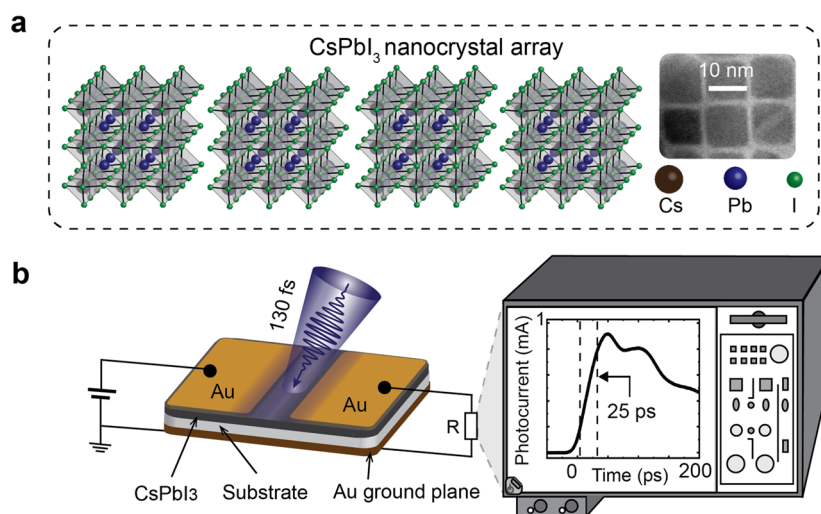 a
CsPbI₃ nanocrystal array
10 nm
Cs Pb I
b
130 fs
Au
Au
R
CsPbI3
Substrate
Au ground plane
1
Photocurrent (mA)
25 ps
0
Time (ps)
200